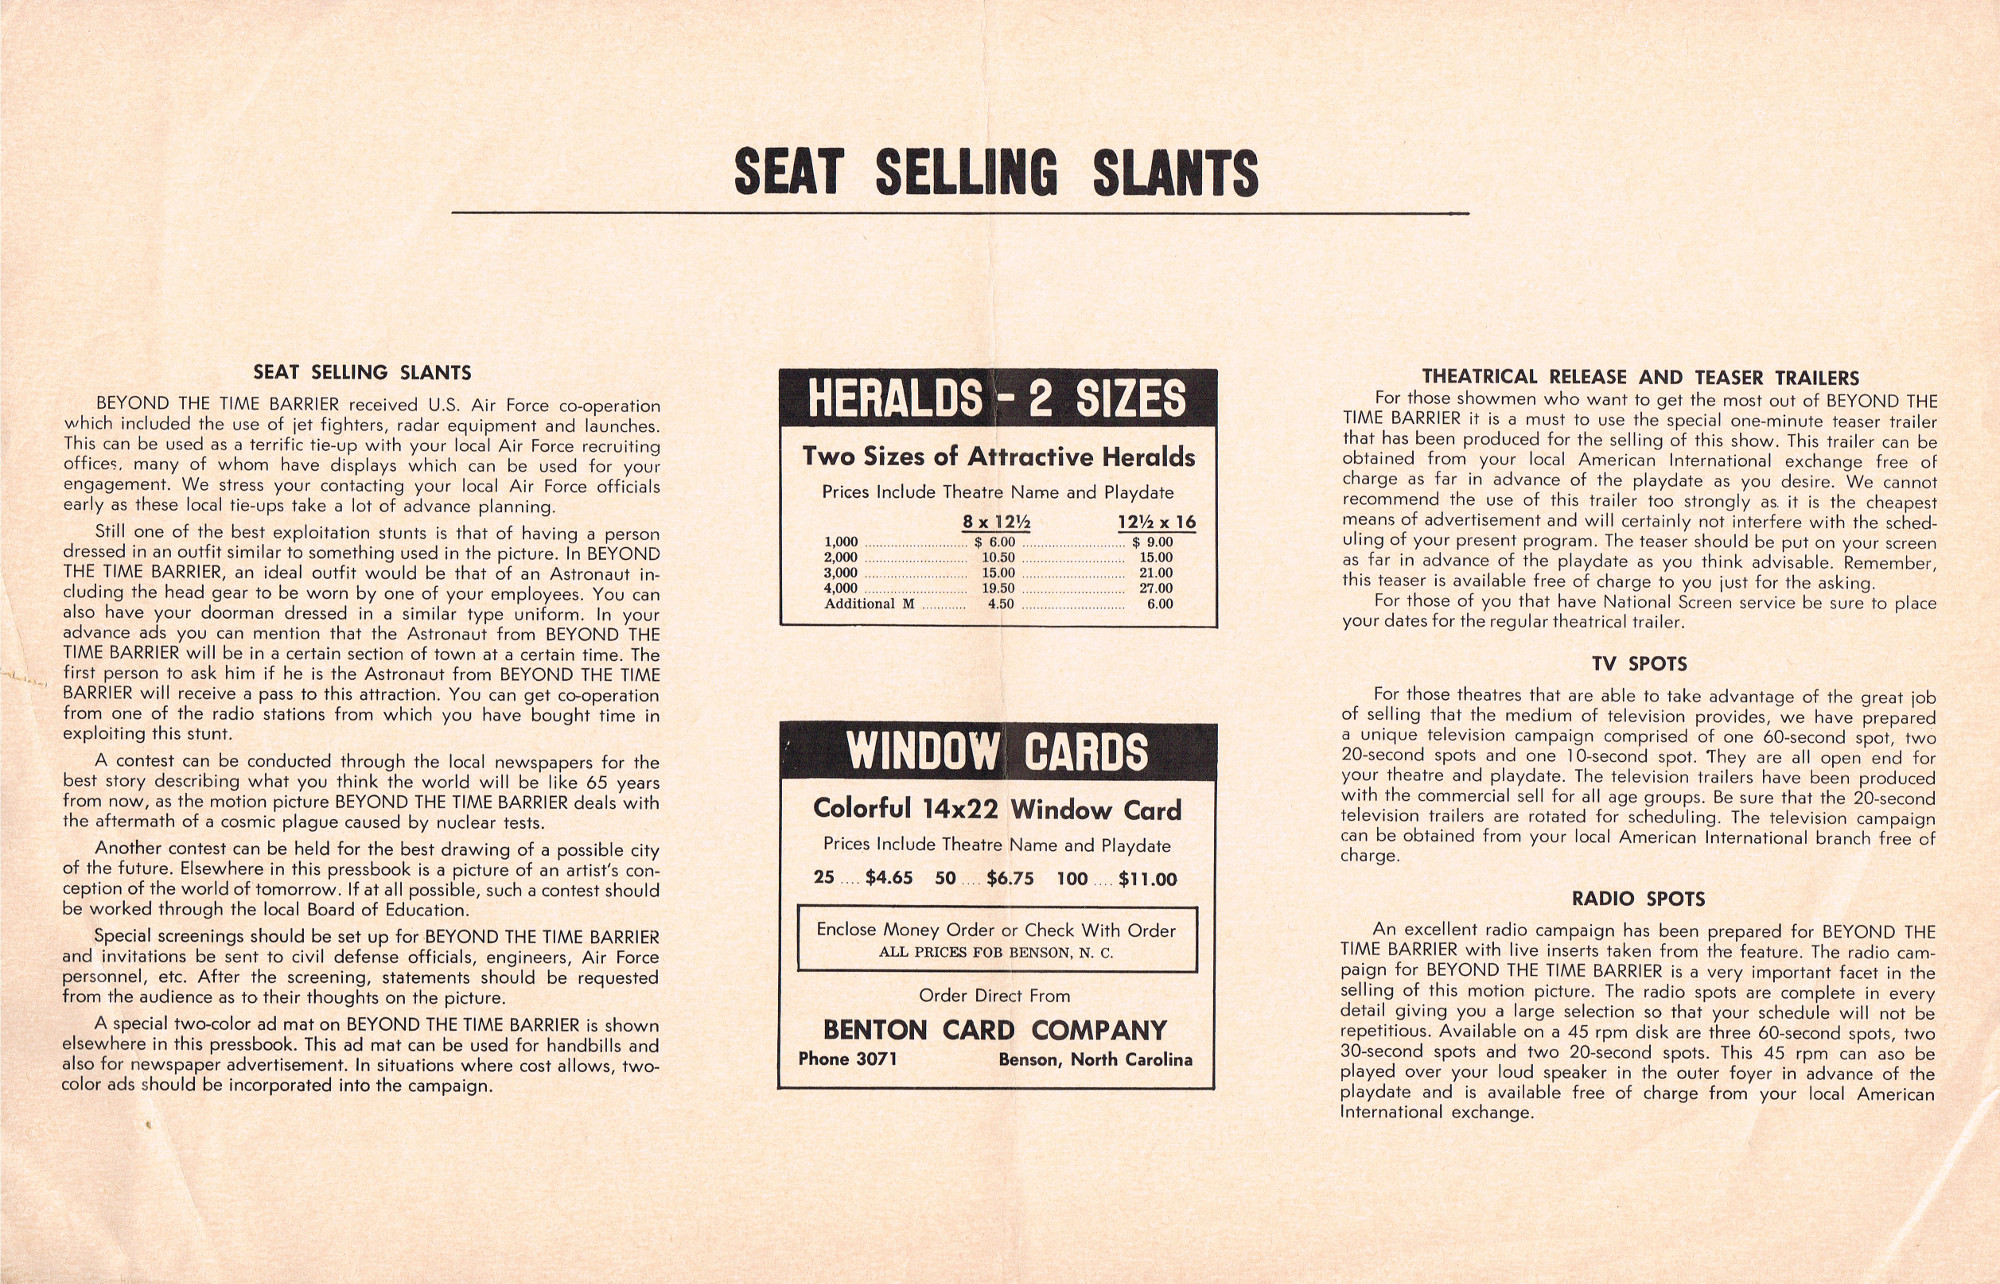 SEAT SELLING SLANTS
SEAT SELLING SLANTS
BEYOND THE TIME BARRIER received U.S. Air Force co-operation
which included the use of jet fighters, radar equipment and launches.
This can be used as a terrific tie-up with your local Air Force recruiting
offices, many of whom have displays which can be used for your
engagement. We stress your contacting your local Air Force officials
early as these local tie-ups take a lot of advance planning.
Still one of the best exploitation stunts is that of having a person
dressed in an outfit similar to something used in the picture. In BEYOND
THE TIME BARRIER, an ideal outfit would be that of an Astronaut in-
cluding the head gear to be worn by one of your employees. You can
also have your doorman dressed in a similar type uniform. In your
advance ads you can mention that the Astronaut from BEYOND THE
TIME BARRIER will be in a certain section of town at a certain time. The
first person to ask him if he is the Astronaut from BEYOND THE TIME
BARRIER will receive a pass to this attraction. You can get co-operation
from one of the radio stations from which you have bought time in
exploiting this stunt.
A contest can be conducted through the local newspapers for the
best story describing what you think the world will be like 65 years
from now, as the motion picture BEYOND THE TIME BARRIER deals with
the aftermath of a cosmic plague caused by nuclear tests.
Another contest can be held for the best drawing of a possible city
of the future. Elsewhere in this pressbook is a picture of an artist's con-
ception of the world of tomorrow. If at all possible, such a contest should
be worked through the local Board of Education.
Special screenings should be set up for BEYOND THE TIME BARRIER
and invitations be sent to civil defense officials, engineers, Air Force
personnel, etc. After the screening, statements should be requested
from the audience as to their thoughts on the picture.
A special two-color ad mat on BEYOND THE TIME BARRIER is shown
elsewhere in this pressbook. This ad mat can be used for handbills and
also for newspaper advertisement. In situations where cost allows, two-
color ads should be incorporated into the campaign.
HERALDS - 2 SIZES
Two Sizes of Attractive Heralds
Prices Include Theatre Name and Playdate
8 x 12½ 12½ x 16
1,000 ........................ $ 6.00 ........................ $ 9.00
2,000 ........................ 10.50 ........................ 15.00
3,000 ........................ 15.00 ........................ 21.00
4,000 ........................ 19.50 ........................ 27.00
Additional M ........... 4.50 ........................ 6.00
WINDOW CARDS
Colorful 14x22 Window Card
Prices Include Theatre Name and Playdate
25 .... $4.65 50 .... $6.75 100 .... $11.00
Enclose Money Order or Check With Order
ALL PRICES FOB BENSON, N. C.
Order Direct From
BENTON CARD COMPANY
Phone 3071 Benson, North Carolina
THEATRICAL RELEASE AND TEASER TRAILERS
For those showmen who want to get the most out of BEYOND THE
TIME BARRIER it is a must to use the special one-minute teaser trailer
that has been produced for the selling of this show. This trailer can be
obtained from your local American International exchange free of
charge as far in advance of the playdate as you desire. We cannot
recommend the use of this trailer too strongly as it is the cheapest
means of advertisement and will certainly not interfere with the sched-
uling of your present program. The teaser should be put on your screen
as far in advance of the playdate as you think advisable. Remember,
this teaser is available free of charge to you just for the asking.
For those of you that have National Screen service be sure to place
your dates for the regular theatrical trailer.
TV SPOTS
For those theatres that are able to take advantage of the great job
of selling that the medium of television provides, we have prepared
a unique television campaign comprised of one 60-second spot, two
20-second spots and one 10-second spot. They are all open end for
your theatre and playdate. The television trailers have been produced
with the commercial sell for all age groups. Be sure that the 20-second
television trailers are rotated for scheduling. The television campaign
can be obtained from your local American International branch free of
charge.
RADIO SPOTS
An excellent radio campaign has been prepared for BEYOND THE
TIME BARRIER with live inserts taken from the feature. The radio cam-
paign for BEYOND THE TIME BARRIER is a very important facet in the
selling of this motion picture. The radio spots are complete in every
detail giving you a large selection so that your schedule will not be
repetitious. Available on a 45 rpm disk are three 60-second spots, two
30-second spots and two 20-second spots. This 45 rpm can aso be
played over your loud speaker in the outer foyer in advance of the
playdate and is available free of charge from your local American
International exchange.